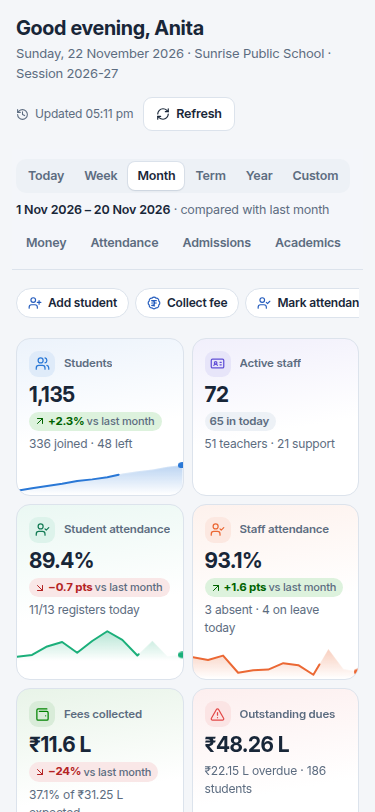 Good evening, Anita
Sunday, 22 November 2026 · Sunrise Public School ·
Session 2026-27
Updated 05:11 pm
Refresh
Today
Week
Month
Term
Year
Custom
1 Nov 2026 – 20 Nov 2026 · compared with last month
Money
Attendance
Admissions
Academics
Add student
Collect fee
Mark attendan
Students
1,135
+2.3% vs last month
336 joined · 48 left
Active staff
72
65 in today
51 teachers · 21 support
Student attendance
89.4%
−0.7 pts vs last month
11/13 registers today
Staff attendance
93.1%
+1.6 pts vs last month
3 absent · 4 on leave
today
Fees collected
₹11.6 L
−24% vs last month
37.1% of ₹31.25 L
expected
Outstanding dues
₹48.26 L
₹22.15 L overdue · 186
students